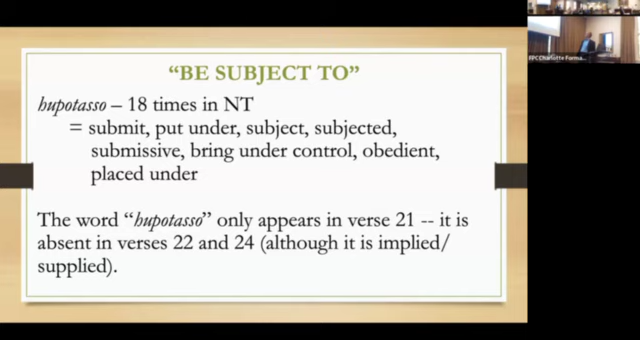 “BE SUBJECT TO”
hupotasso – 18 times in NT
= submit, put under, subject, subjected,
submissive, bring under control, obedient,
placed under
The word “hupotasso” only appears in verse 21 -- it is
absent in verses 22 and 24 (although it is implied/
supplied).
FPC Charlotte